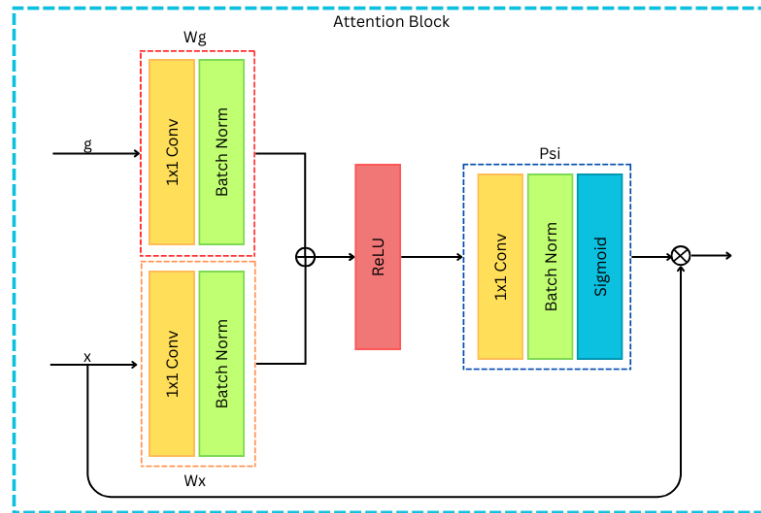 Attention Block
Wg
g
1x1 Conv
Batch Norm
x
1x1 Conv
Batch Norm
Wx
ReLU
Psi
1x1 Conv
Batch Norm
Sigmoid